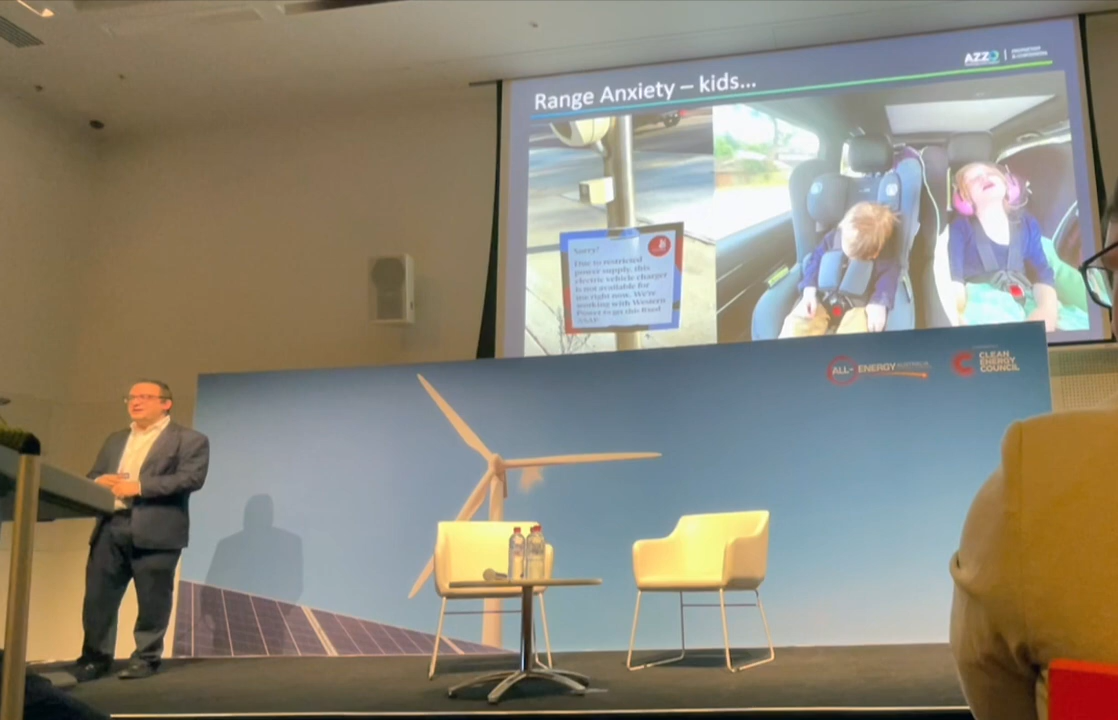 AZZO
Range Anxiety – kids...
Sorry!
Due to restricted
power supply, this
electric vehicle charger
is not available for
use right now. We're
working with Western
Power to get this fixed
ASAP.
ALL-ENERGY AUSTRALIA
CLEAN
ENERGY
COUNCIL